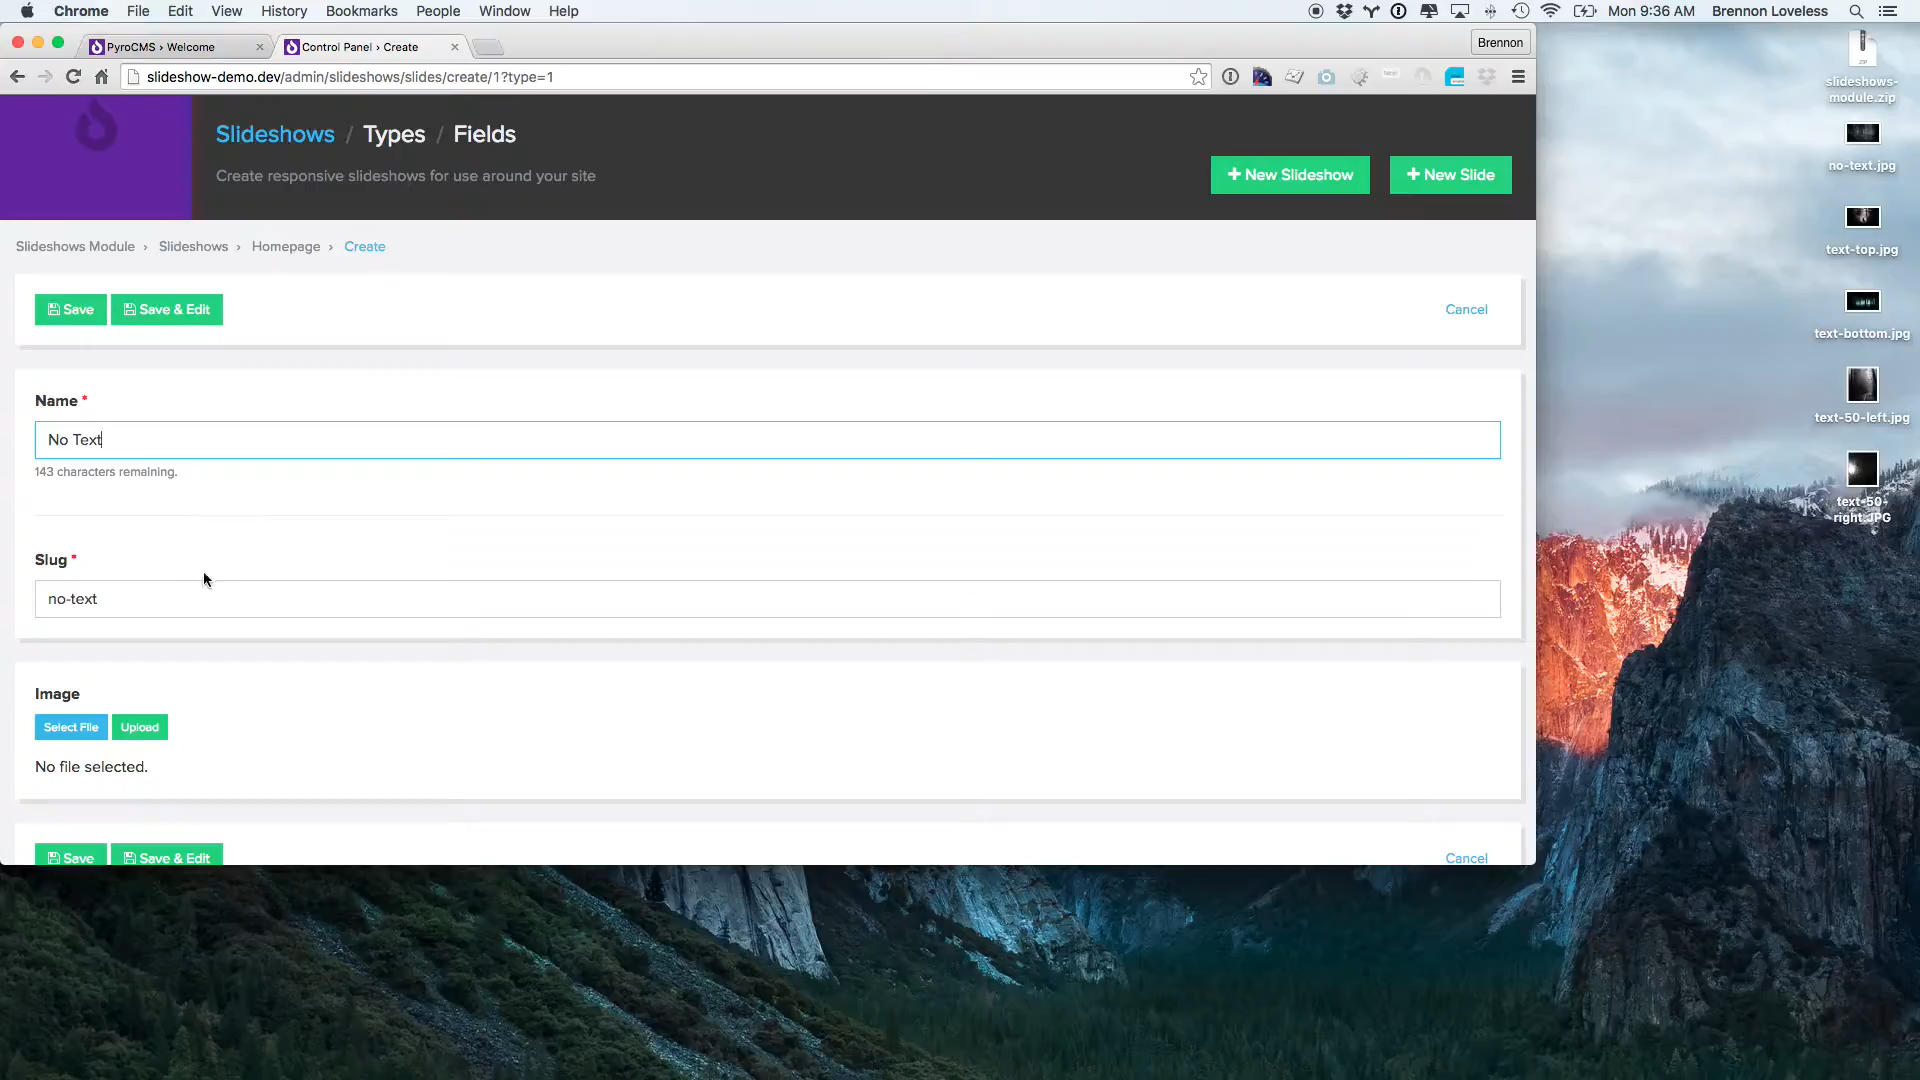 Chrome File Edit View History Bookmarks People Window Help Mon 9:36 AM Brennon Loveless
PyroCMS › Welcome Control Panel › Create Brennon
slideshow-demo.dev/admin/slideshows/slides/create/1?type=1
Slideshows / Types / Fields
Create responsive slideshows for use around your site
New Slideshow New Slide
Slideshows Module › Slideshows › Homepage › Create
Save Save & Edit Cancel
Name *
No Text
143 characters remaining.
Slug *
no-text
Image
Select File Upload
No file selected.
Save Save & Edit Cancel
ZIP
slideshows-
module.zip
no-text.jpg
text-top.jpg
text-bottom.jpg
text-50-left.jpg
text-50-
right.JPG